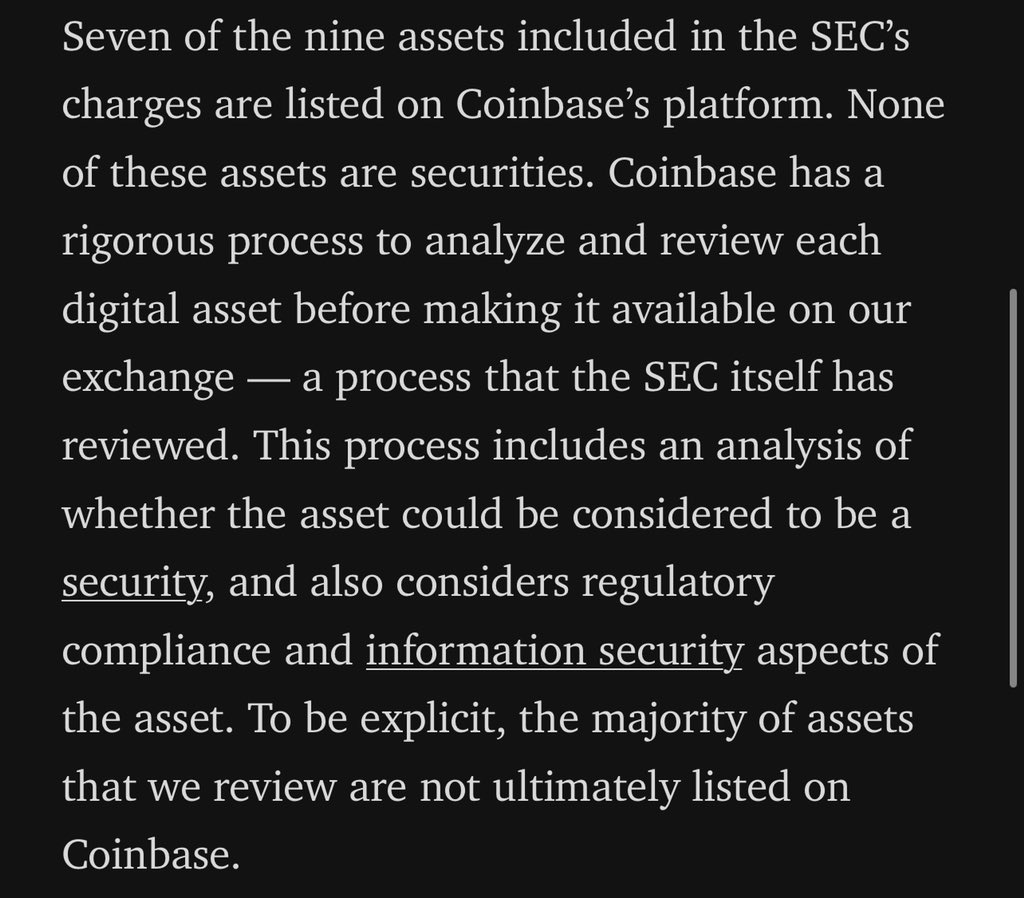 Seven of the nine assets included in the SEC’s
charges are listed on Coinbase’s platform. None
of these assets are securities. Coinbase has a
rigorous process to analyze and review each
digital asset before making it available on our
exchange — a process that the SEC itself has
reviewed. This process includes an analysis of
whether the asset could be considered to be a
security, and also considers regulatory
compliance and information security aspects of
the asset. To be explicit, the majority of assets
that we review are not ultimately listed on
Coinbase.